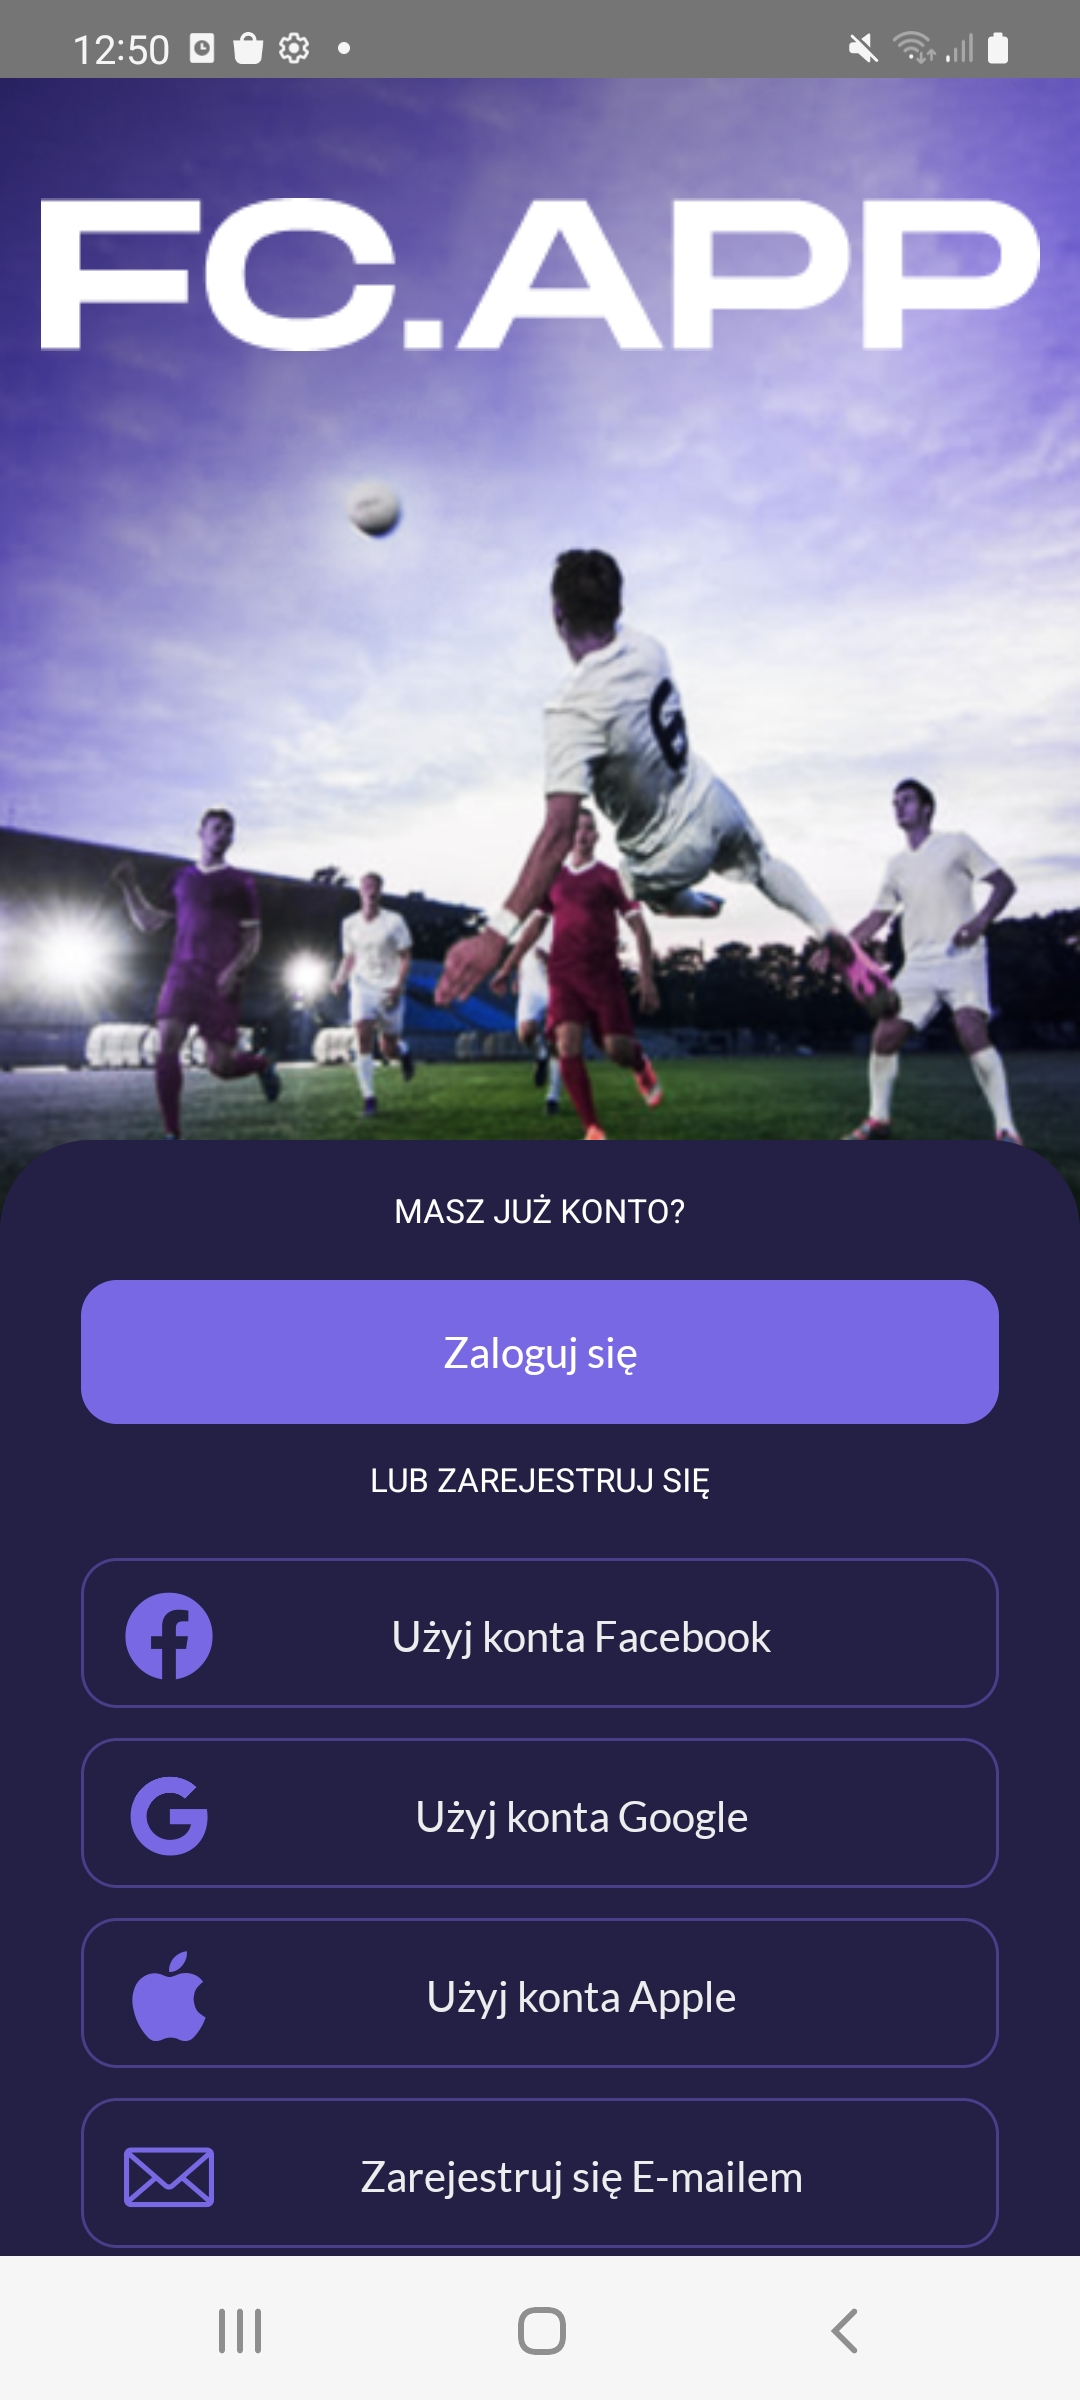 12:50
FC.APP
6
MASZ JUŻ KONTO?
Zaloguj się
LUB ZAREJESTRUJ SIĘ
Użyj konta Facebook
Użyj konta Google
Użyj konta Apple
Zarejestruj się E-mailem